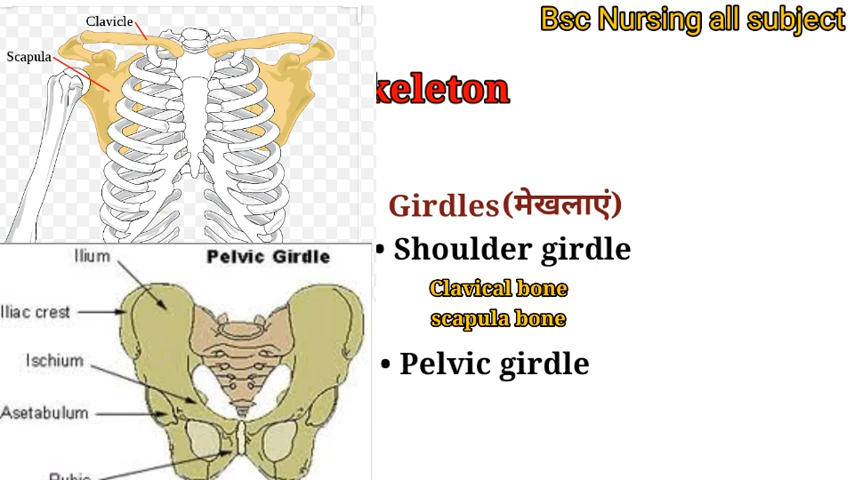 Bsc Nursing all subject
Clavicle
Scapula
keleton
Girdles(मेखलाएं)
• Shoulder girdle
Clavical bone
scapula bone
• Pelvic girdle
Ilium
Pelvic Girdle
Iliac crest
Ischium
Asetabulum